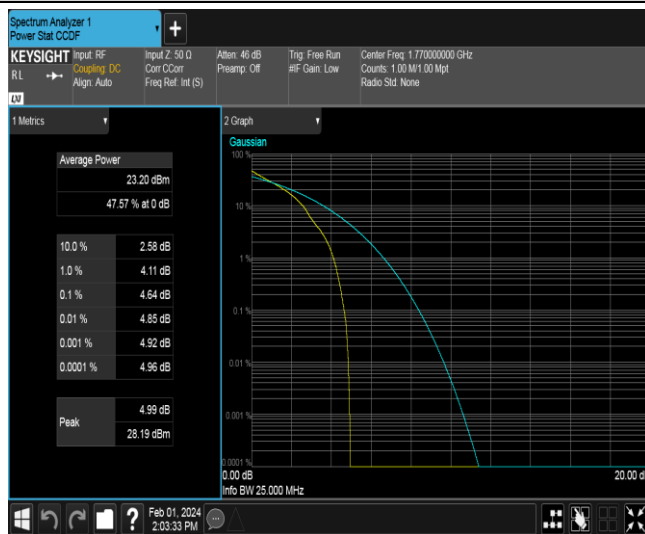 Spectrum Analyzer 1
Power Stat CCDF
+
KEYSIGHT
Input: RF
Coupling: DC
Align: Auto
Input Z: 50 Ω
Corr CCorr
Freq Ref: Int (S)
Atten: 46 dB
Preamp: Off
Trig: Free Run
#IF Gain: Low
Center Freq: 1.770000000 GHz
Counts: 1.00 M/1.00 Mpt
Radio Std: None
RL
LXI
1 Metrics
Average Power
23.20 dBm
47.57 % at 0 dB
10.0 % 2.58 dB
1.0 % 4.11 dB
0.1 % 4.64 dB
0.01 % 4.85 dB
0.001 % 4.92 dB
0.0001 % 4.96 dB
Peak
4.99 dB
28.19 dBm
2 Graph
Gaussian
100 %
10 %
1 %
0.1 %
0.01 %
0.001 %
0.0001 %
0.00 dB
20.00 d
Info BW 25.000 MHz
?
Feb 01, 2024
2:03:33 PM